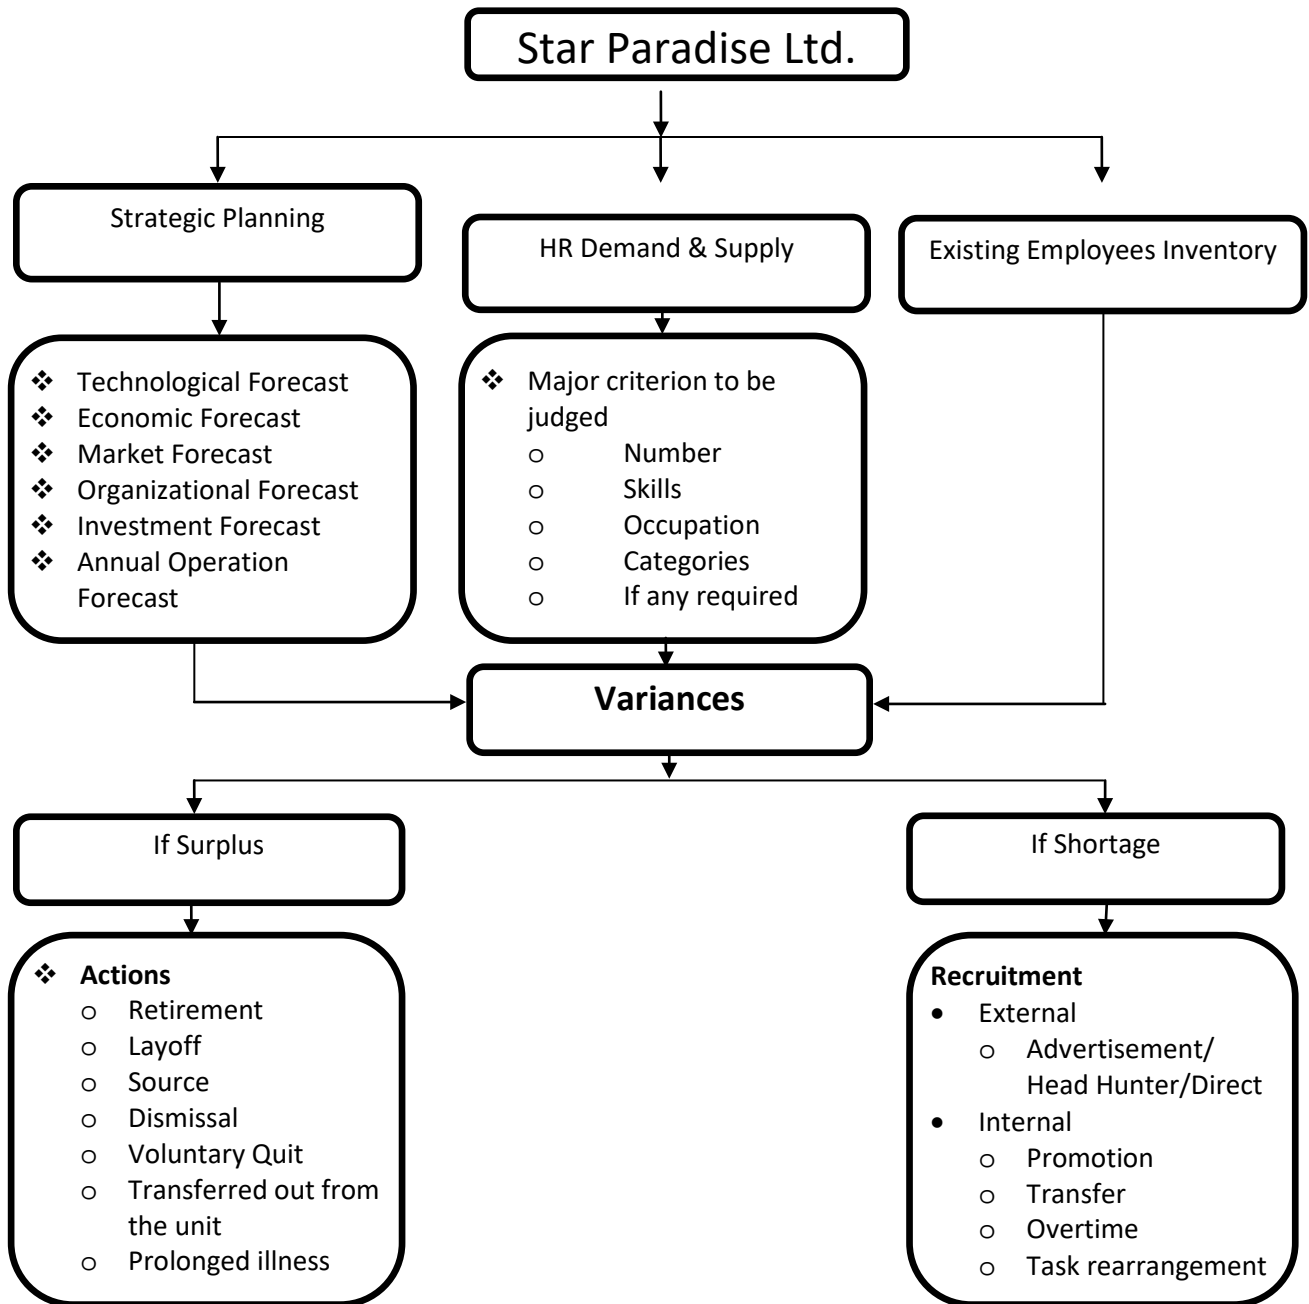 Star Paradise Ltd.
Strategic Planning
HR Demand & Supply
Existing Employees Inventory
❖ Technological Forecast
❖ Economic Forecast
❖ Market Forecast
❖ Organizational Forecast
❖ Investment Forecast
❖ Annual Operation
Forecast
❖ Major criterion to be
judged
o Number
o Skills
o Occupation
o Categories
o If any required
Variances
If Surplus
If Shortage
❖ Actions
o Retirement
o Layoff
o Source
o Dismissal
o Voluntary Quit
o Transferred out from
the unit
o Prolonged illness
Recruitment
• External
o Advertisement/
Head Hunter/Direct
• Internal
o Promotion
o Transfer
o Overtime
o Task rearrangement